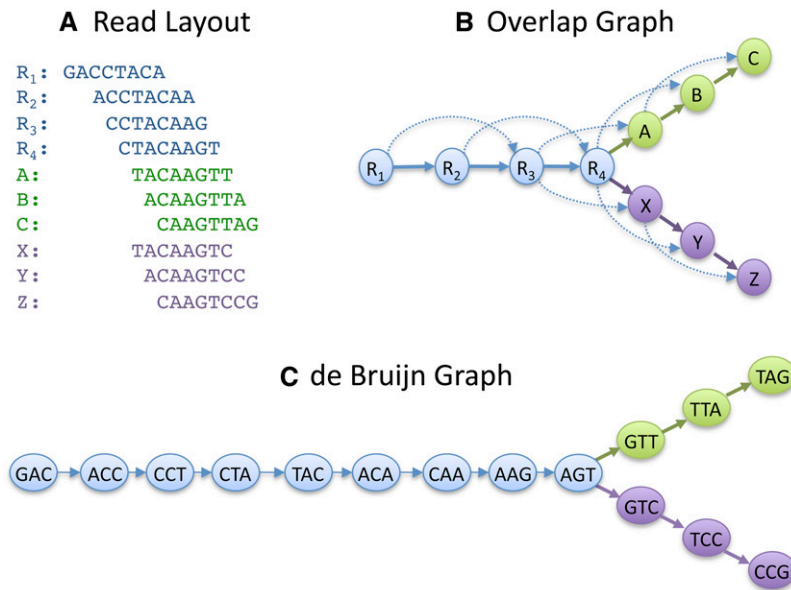 A Read Layout
R1: GACCTACA
R2: ACCTACAA
R3: CCTACAAG
R4: CTACAAGT
A: TACAAGTT
B: ACAAGTTA
C: CAAGTTAG
X: TACAAGTC
Y: ACAAGTCC
Z: CAAGTCCG
B Overlap Graph
R1 R2 R3 R4
A
B
C
X
Y
Z
C de Bruijn Graph
GAC ACC CCT CTA TAC ACA CAA AAG AGT
GTT
TTA
TAG
GTC
TCC
CCG